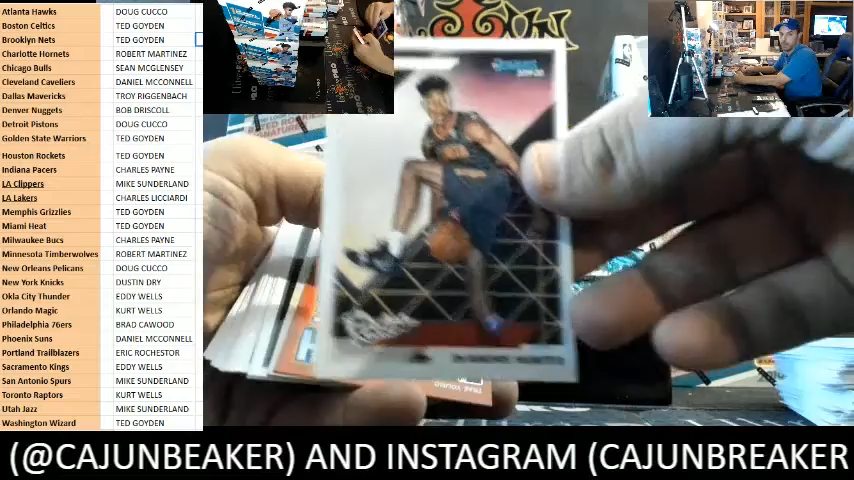 Atlanta Hawks DOUG CUCCO
Boston Celtics TED GOYDEN
Brooklyn Nets TED GOYDEN
Charlotte Hornets ROBERT MARTINEZ
Chicago Bulls SEAN MCGLENSEY
Cleveland Caveliers DANIEL MCCONNELL
Dallas Mavericks TROY RIGGENBACH
Denver Nuggets BOB DRISCOLL
Detroit Pistons DOUG CUCCO
Golden State Warriors TED GOYDEN
Houston Rockets TED GOYDEN
Indiana Pacers CHARLES PAYNE
LA Clippers MIKE SUNDERLAND
LA Lakers CHARLES LICCIARDI
Memphis Grizzlies TED GOYDEN
Miami Heat TED GOYDEN
Milwaukee Bucs CHARLES PAYNE
Minnesota Timberwolves ROBERT MARTINEZ
New Orleans Pelicans DOUG CUCCO
New York Knicks DUSTIN DRY
Okla City Thunder EDDY WELLS
Orlando Magic KURT WELLS
Philadelphia 76ers BRAD CAWOOD
Phoenix Suns DANIEL MCCONNELL
Portland Trailblazers ERIC ROCHESTOR
Sacramento Kings EDDY WELLS
San Antonio Spurs MIKE SUNDERLAND
Toronto Raptors KURT WELLS
Utah Jazz MIKE SUNDERLAND
Washington Wizard TED GOYDEN
RATED ROOKIES
SIGNATURE
(@CAJUNBEAKER) AND INSTAGRAM (CAJUNBREAKER